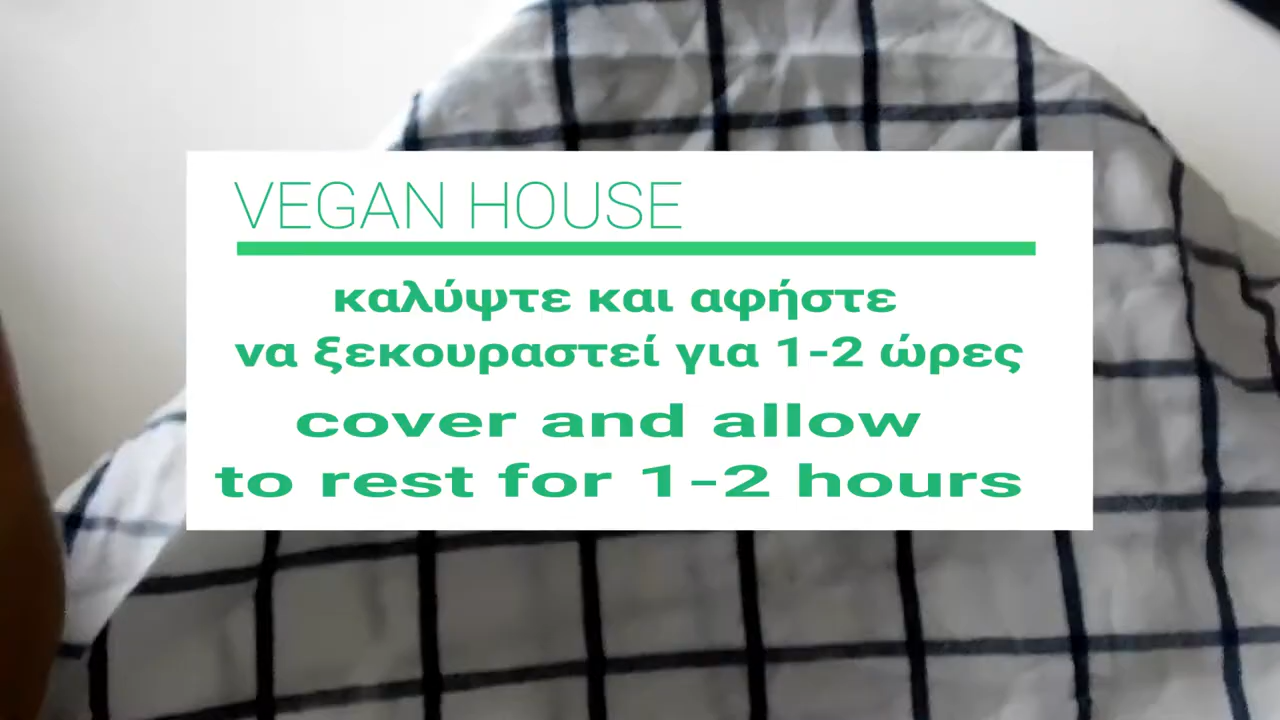 VEGAN HOUSE
καλύψτε και αφήστε
να ξεκουραστεί για 1-2 ώρες
cover and allow
to rest for 1-2 hours